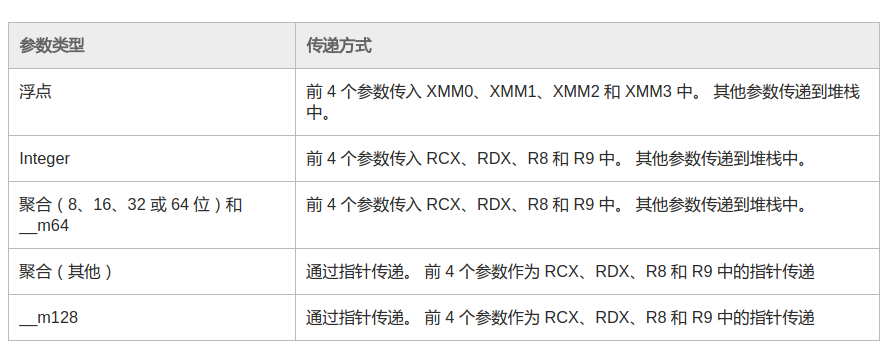 参数类型
传递方式
浮点
前 4 个参数传入 XMM0、XMM1、XMM2 和 XMM3 中。 其他参数传递到堆栈
中。
Integer
前 4 个参数传入 RCX、RDX、R8 和 R9 中。 其他参数传递到堆栈中。
聚合（8、16、32 或 64 位）和
__m64
前 4 个参数传入 RCX、RDX、R8 和 R9 中。 其他参数传递到堆栈中。
聚合（其他）
通过指针传递。 前 4 个参数作为 RCX、RDX、R8 和 R9 中的指针传递
__m128
通过指针传递。 前 4 个参数作为 RCX、RDX、R8 和 R9 中的指针传递